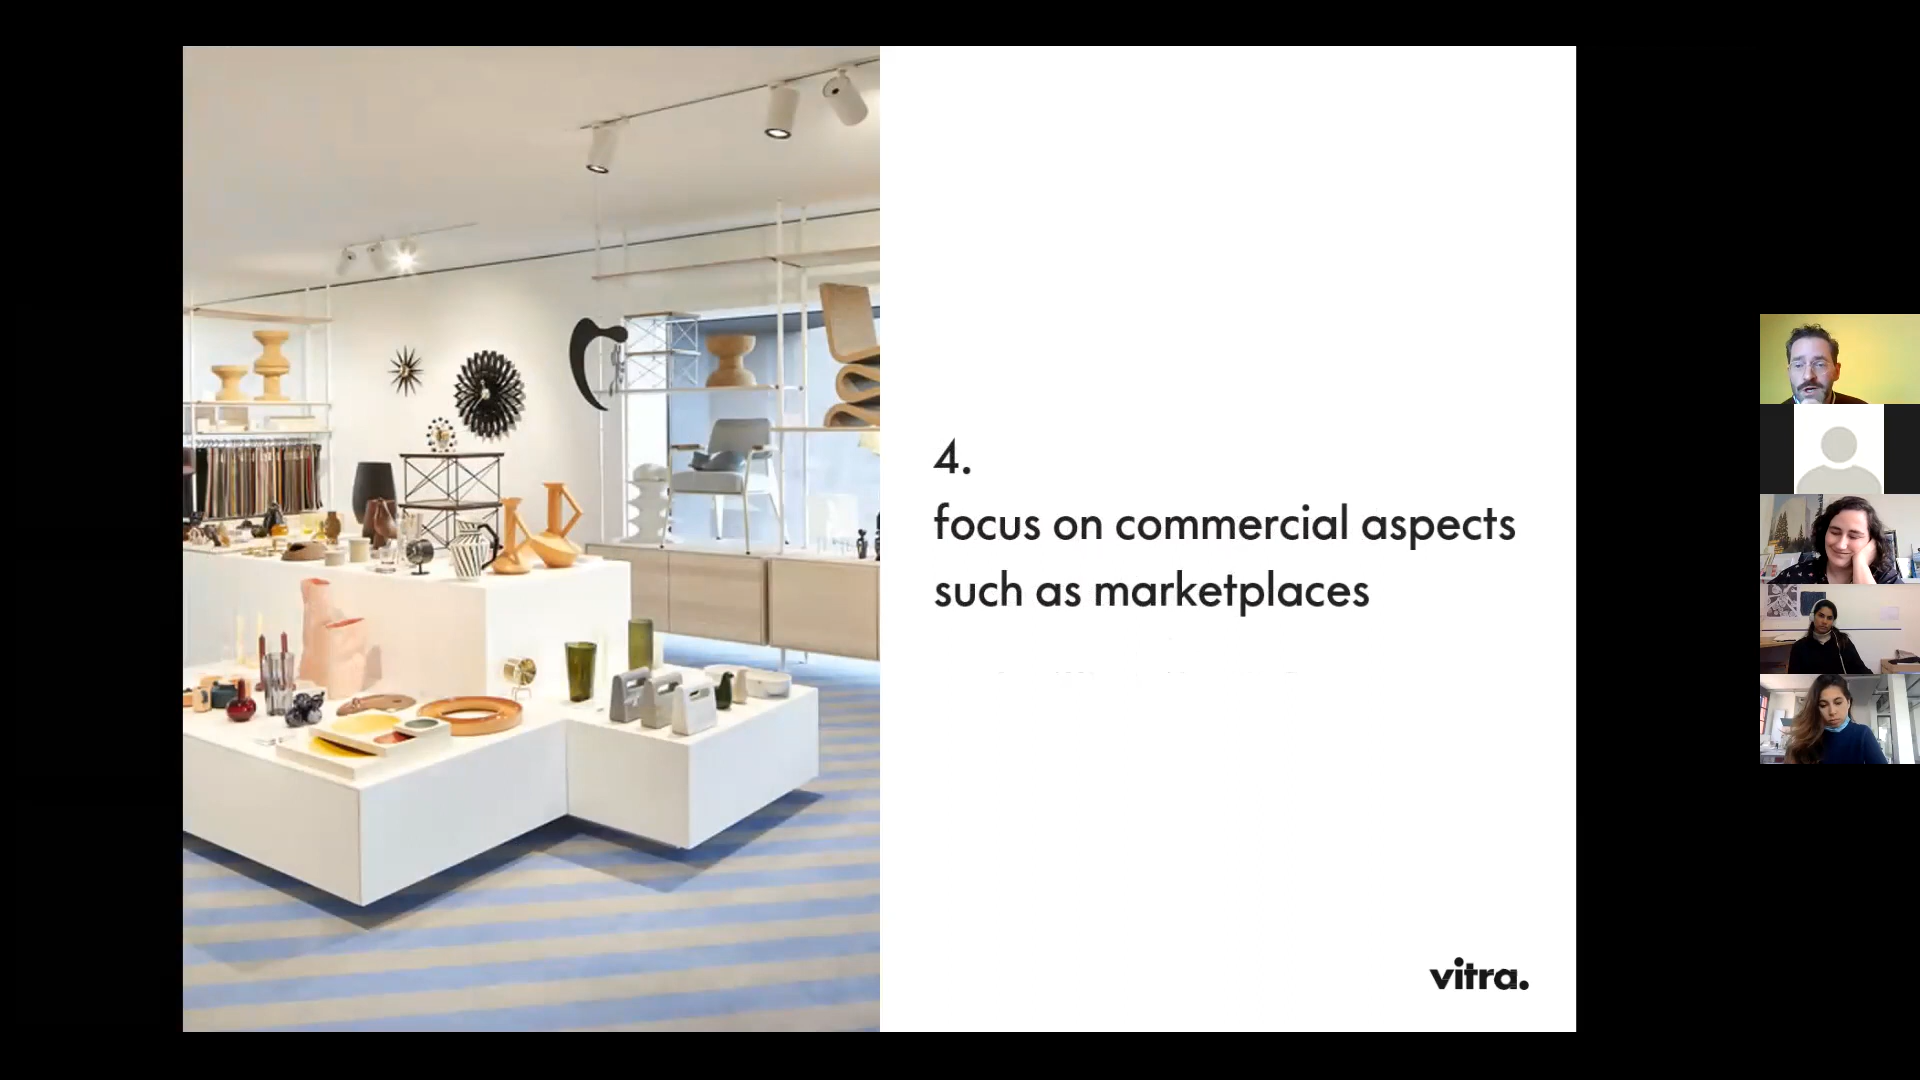 4.
focus on commercial aspects
such as marketplaces
vitra.